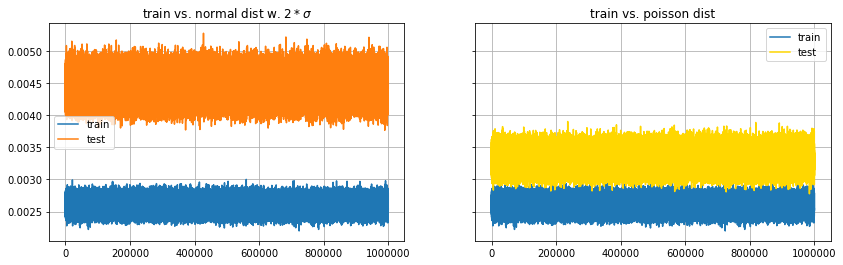 train vs. normal dist w. 2 * σ
0.0050
0.0045
0.0040
0.0035
0.0030
0.0025
train
test
0 200000 400000 600000 800000 1000000
train vs. poisson dist
train
test
0 200000 400000 600000 800000 1000000